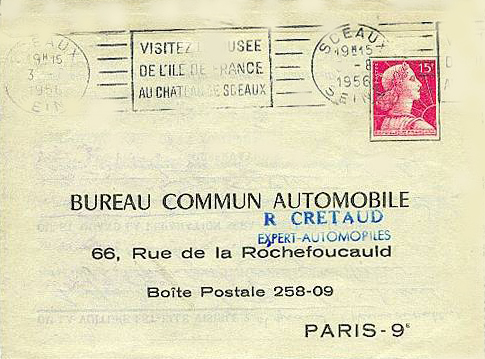 SCEAUX
19H15
1956
SEINE
VISITEZ LE MUSEE
DE L'ILE DE FRANCE
AU CHATEAU DE SCEAUX
SCEAUX
19H15
-8
1956
SEINE
15F
BUREAU COMMUN AUTOMOBILE
R CRETAUD
EXPERT-AUTOMOBILES
66, Rue de la Rochefoucauld
Boîte Postale 258-09
PARIS-9e